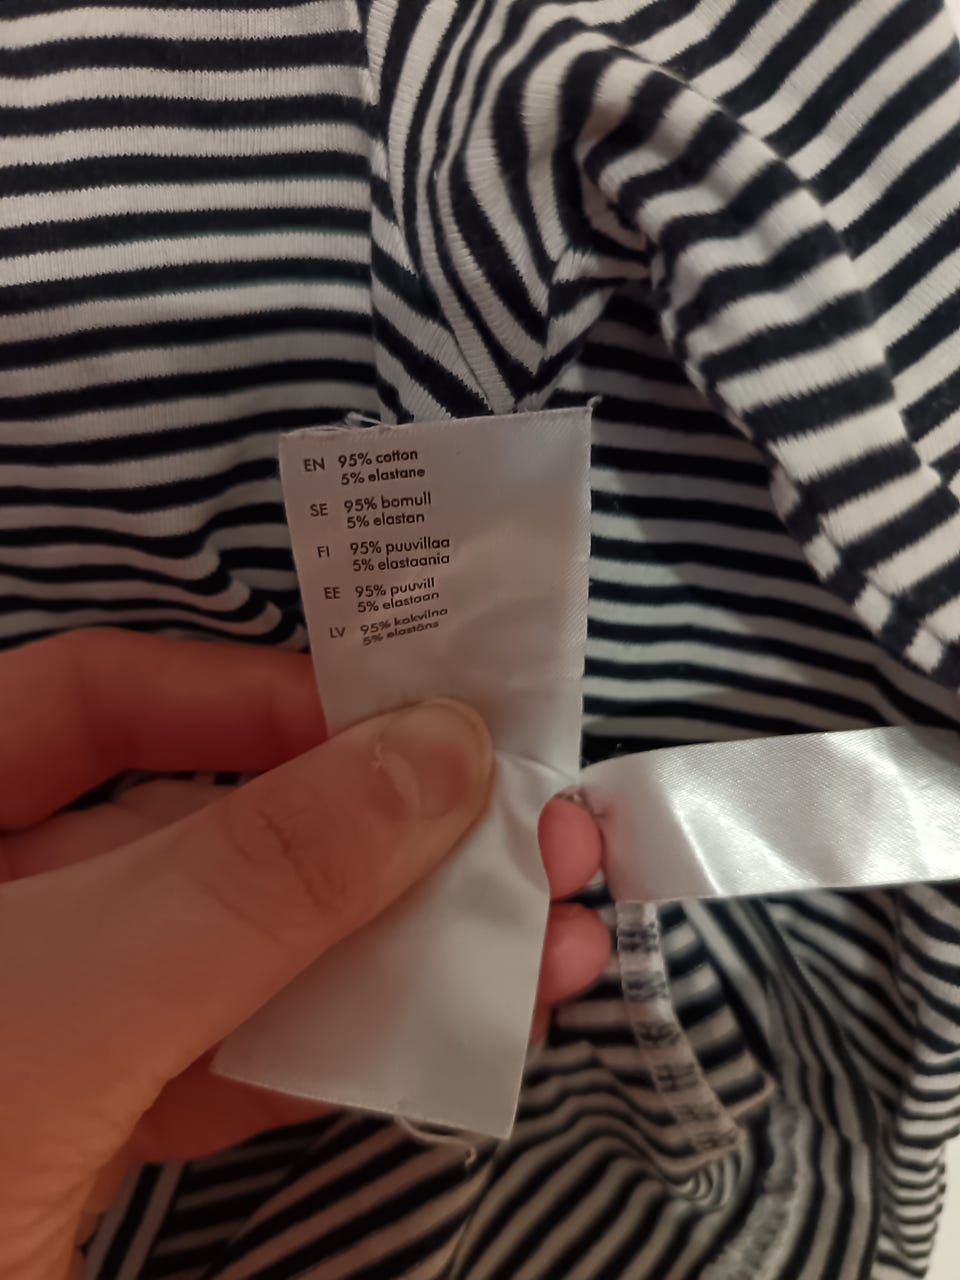 EN 95% cotton
5% elastane
SE 95% bomull
5% elastan
FI 95% puuvillaa
5% elastaania
EE 95% puuvill
5% elastaan
LV 95% kokvilna
5% elastāns